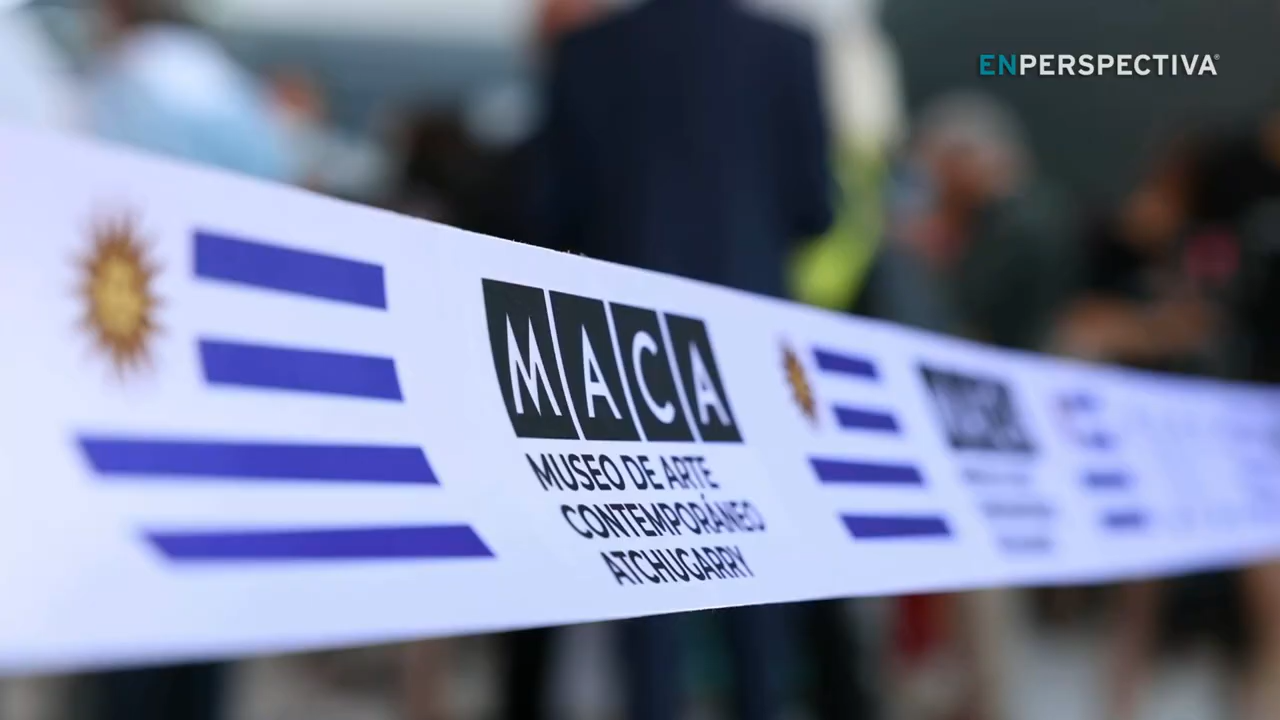 ENPERSPECTIVA®
MACA
MUSEO DE ARTE
CONTEMPORÁNEO
ATCHUGARRY